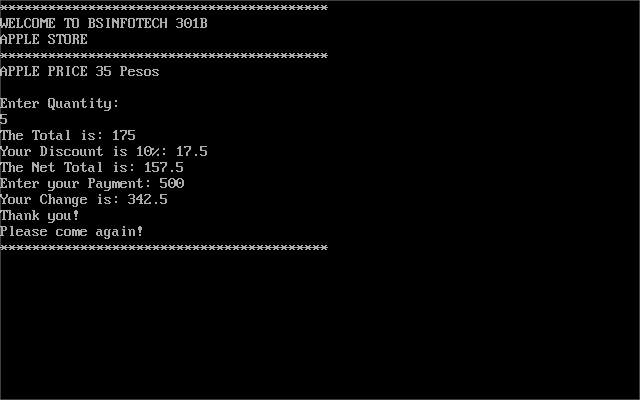 *****************************************
WELCOME TO BSINFOTECH 301B
APPLE STORE
*****************************************
APPLE PRICE 35 Pesos
Enter Quantity:
5
The Total is: 175
Your Discount is 10%: 17.5
The Net Total is: 157.5
Enter your Payment: 500
Your Change is: 342.5
Thank you!
Please come again!
*****************************************